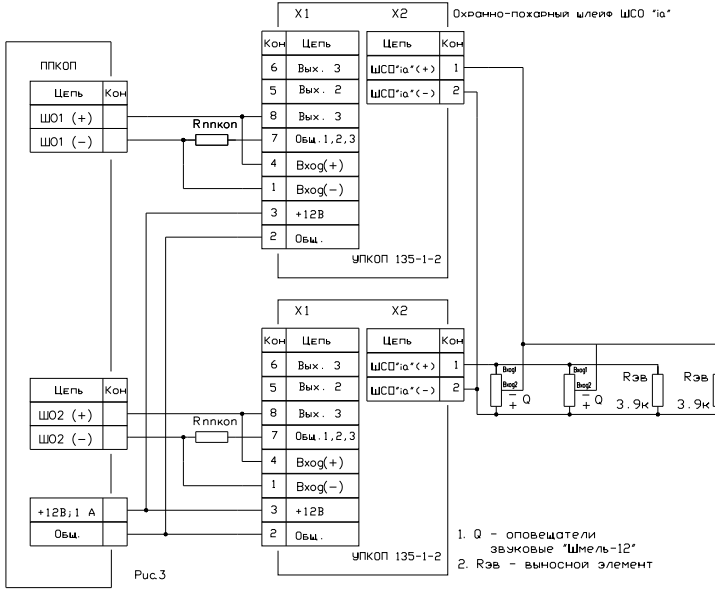 X1 X2 Охранно-пожарный шлейф ШСО "ia"
Кон Цепь Цепь Кон
6 Вых. 3 ШСО"ia"(+) 1
5 Вых. 2 ШСО"ia"(-) 2
8 Вых. 3
7 Общ.1,2,3
4 Вход(+)
1 Вход(-)
3 +12В
2 Общ.
УПКОП 135-1-2
ППКОП
Цепь Кон
ШО1 (+)
ШО1 (-)
Rппкоп
X1 X2
Кон Цепь Цепь Кон
6 Вых. 3 ШСО"ia"(+) 1
5 Вых. 2 ШСО"ia"(-) 2
8 Вых. 3
7 Общ.1,2,3
4 Вход(+)
1 Вход(-)
3 +12В
2 Общ.
УПКОП 135-1-2
Цепь Кон
ШО2 (+)
ШО2 (-)
Rппкоп
+12В;1 А
Общ.
Вход1
Вход2
- + Q
Вход1
Вход2
- + Q
Rэв
3.9к
Rэв
3.9к
1. Q - оповещатели
звуковые "Шмель-12"
2. Rэв - выносной элемент
Рис.3